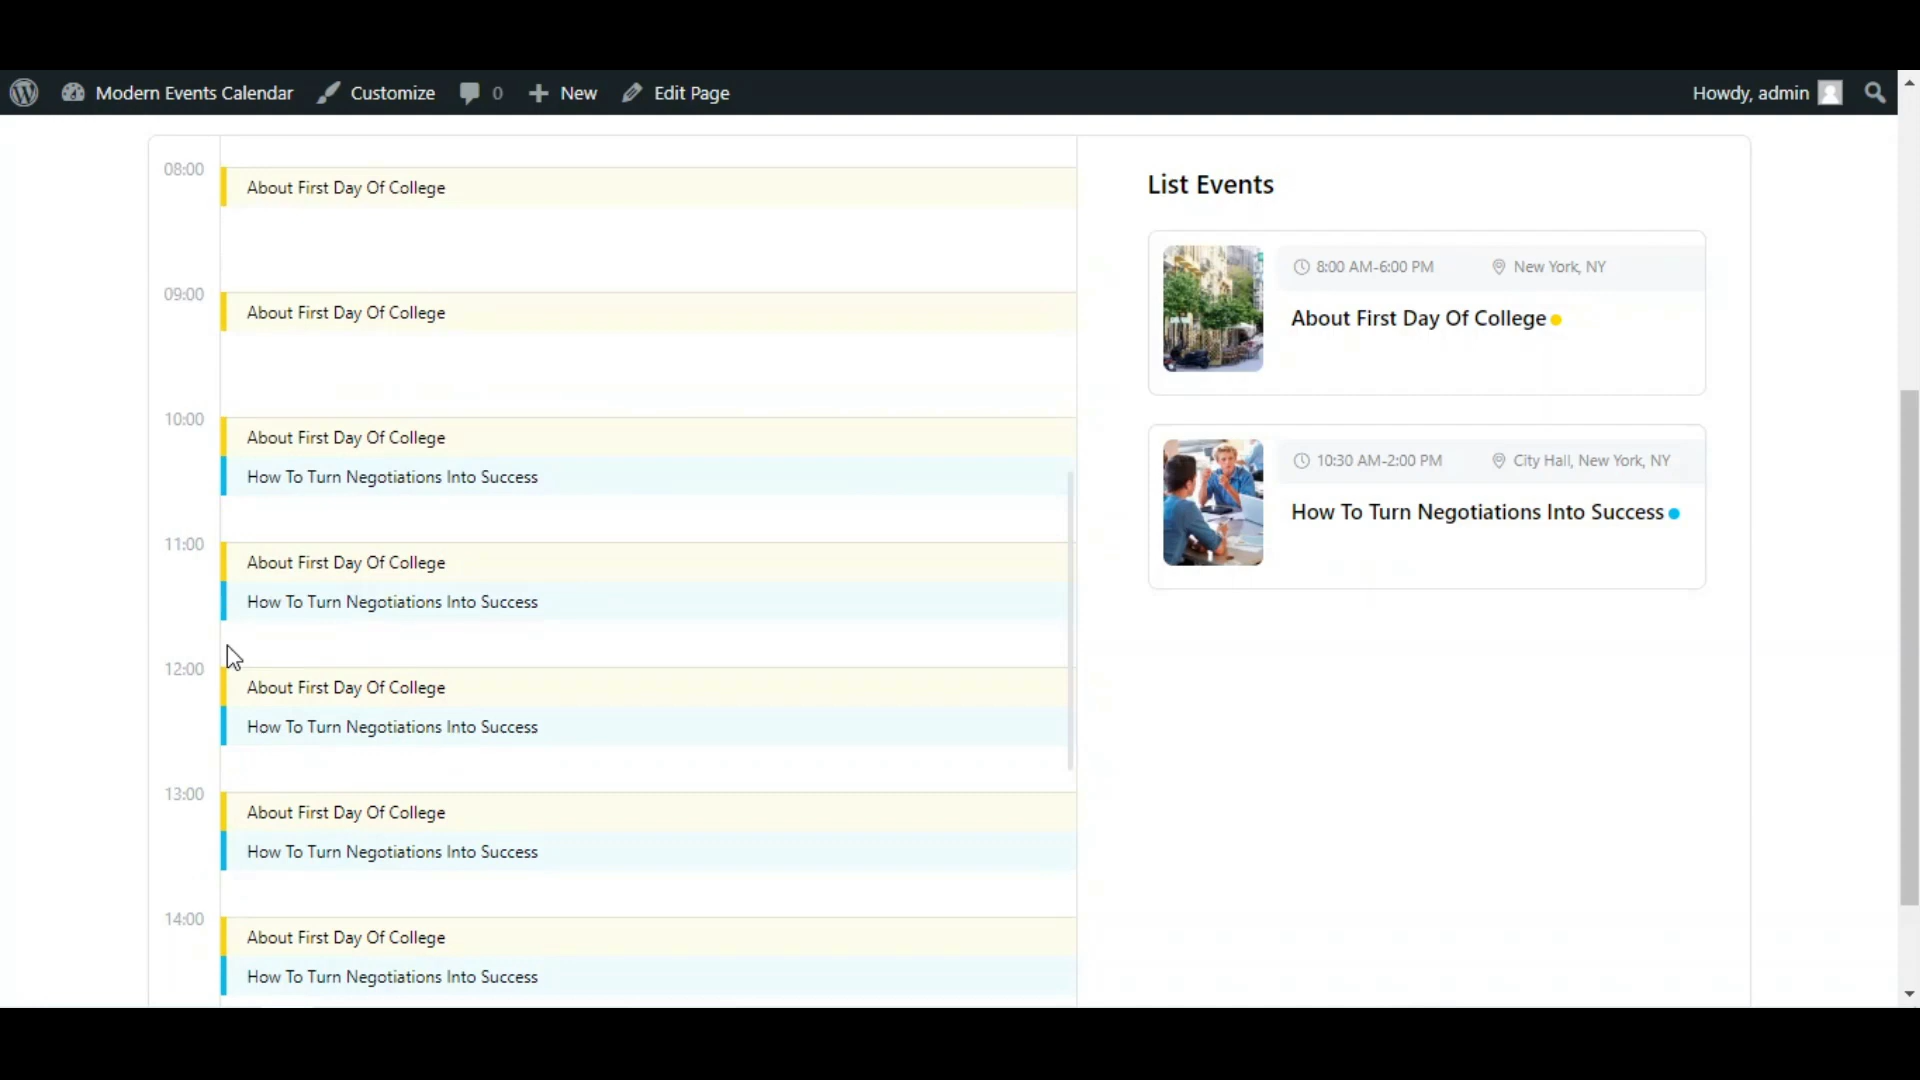 Modern Events Calendar Customize 0 New Edit Page Howdy, admin
08:00 About First Day Of College
09:00 About First Day Of College
10:00 About First Day Of College
How To Turn Negotiations Into Success
11:00 About First Day Of College
How To Turn Negotiations Into Success
12:00 About First Day Of College
How To Turn Negotiations Into Success
13:00 About First Day Of College
How To Turn Negotiations Into Success
14:00 About First Day Of College
How To Turn Negotiations Into Success
List Events
8:00 AM-6:00 PM New York, NY
About First Day Of College
10:30 AM-2:00 PM City Hall, New York, NY
How To Turn Negotiations Into Success